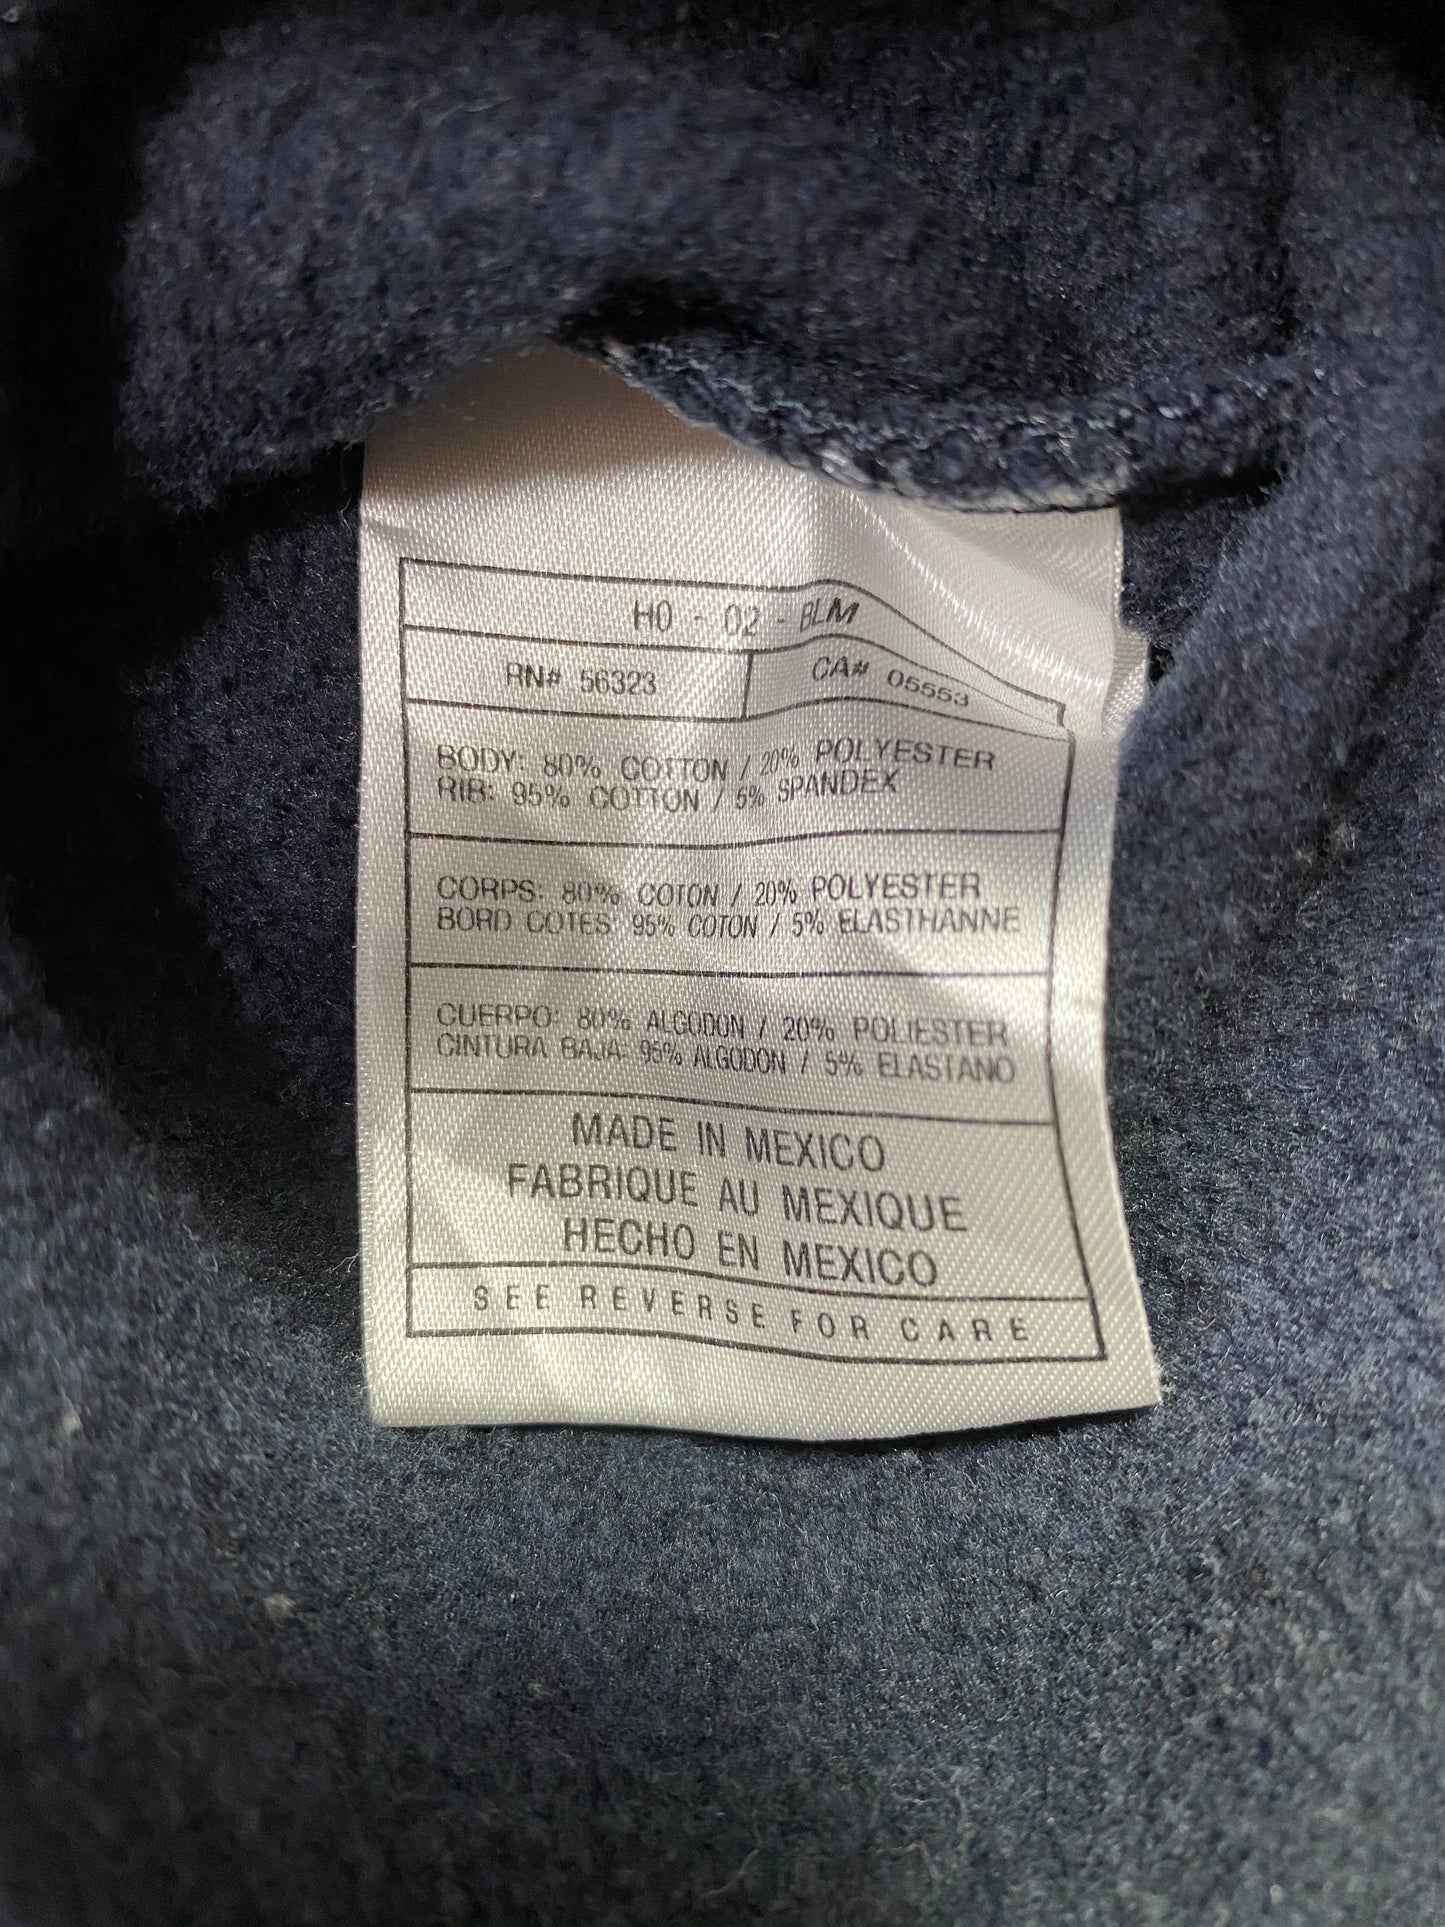 HO - 02 - BLM
RN# 56323
CA# 05553
BODY: 80% COTTON / 20% POLYESTER
RIB: 95% COTTON / 5% SPANDEX
CORPS: 80% COTON / 20% POLYESTER
BORD COTES: 95% COTON / 5% ELASTHANNE
CUERPO: 80% ALGODON / 20% POLIESTER
CINTURA BAJA: 95% ALGODON / 5% ELASTANO
MADE IN MEXICO
FABRIQUE AU MEXIQUE
HECHO EN MEXICO
SEE REVERSE FOR CARE